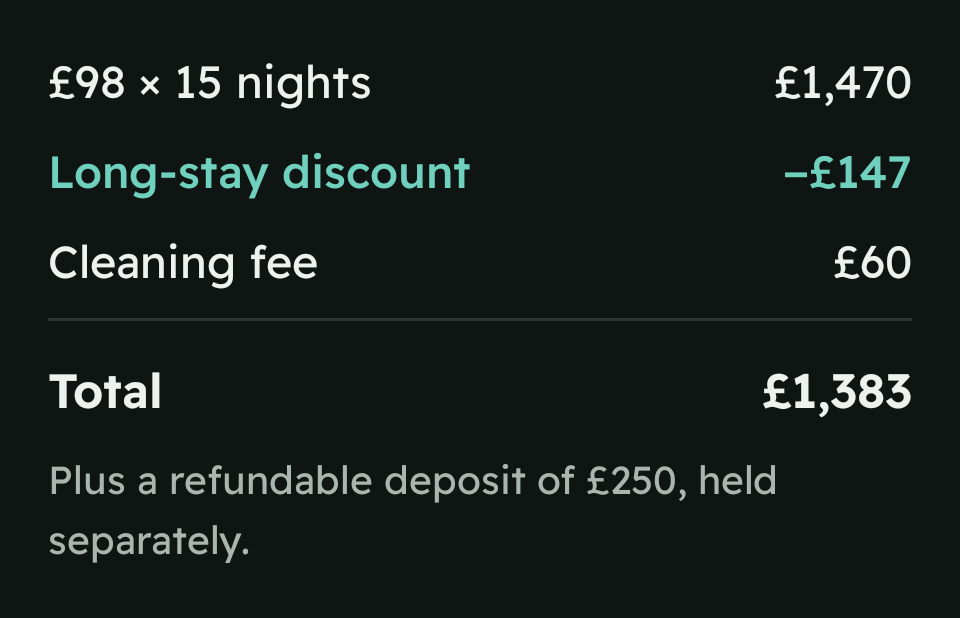 £98 × 15 nights £1,470
Long-stay discount –£147
Cleaning fee £60
Total £1,383
Plus a refundable deposit of £250, held
separately.